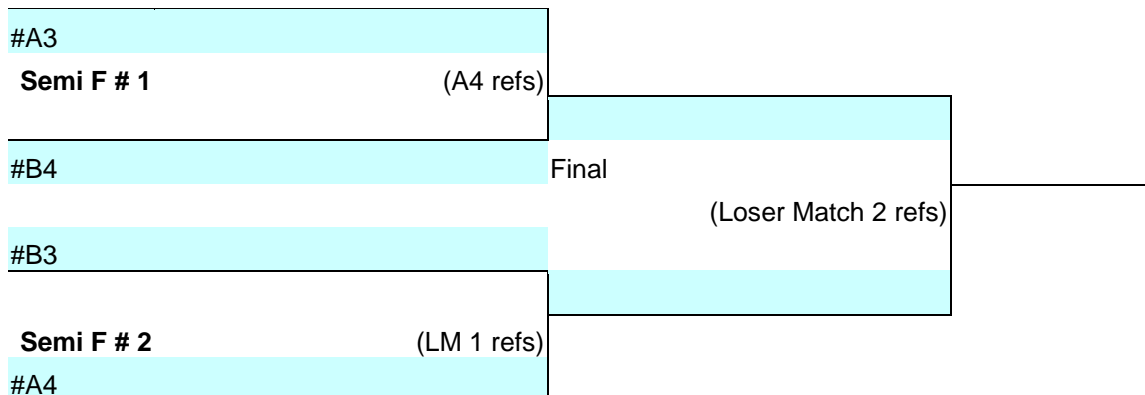 #A3
Semi F # 1 (A4 refs)
#B4 Final
(Loser Match 2 refs)
#B3
Semi F # 2 (LM 1 refs)
#A4